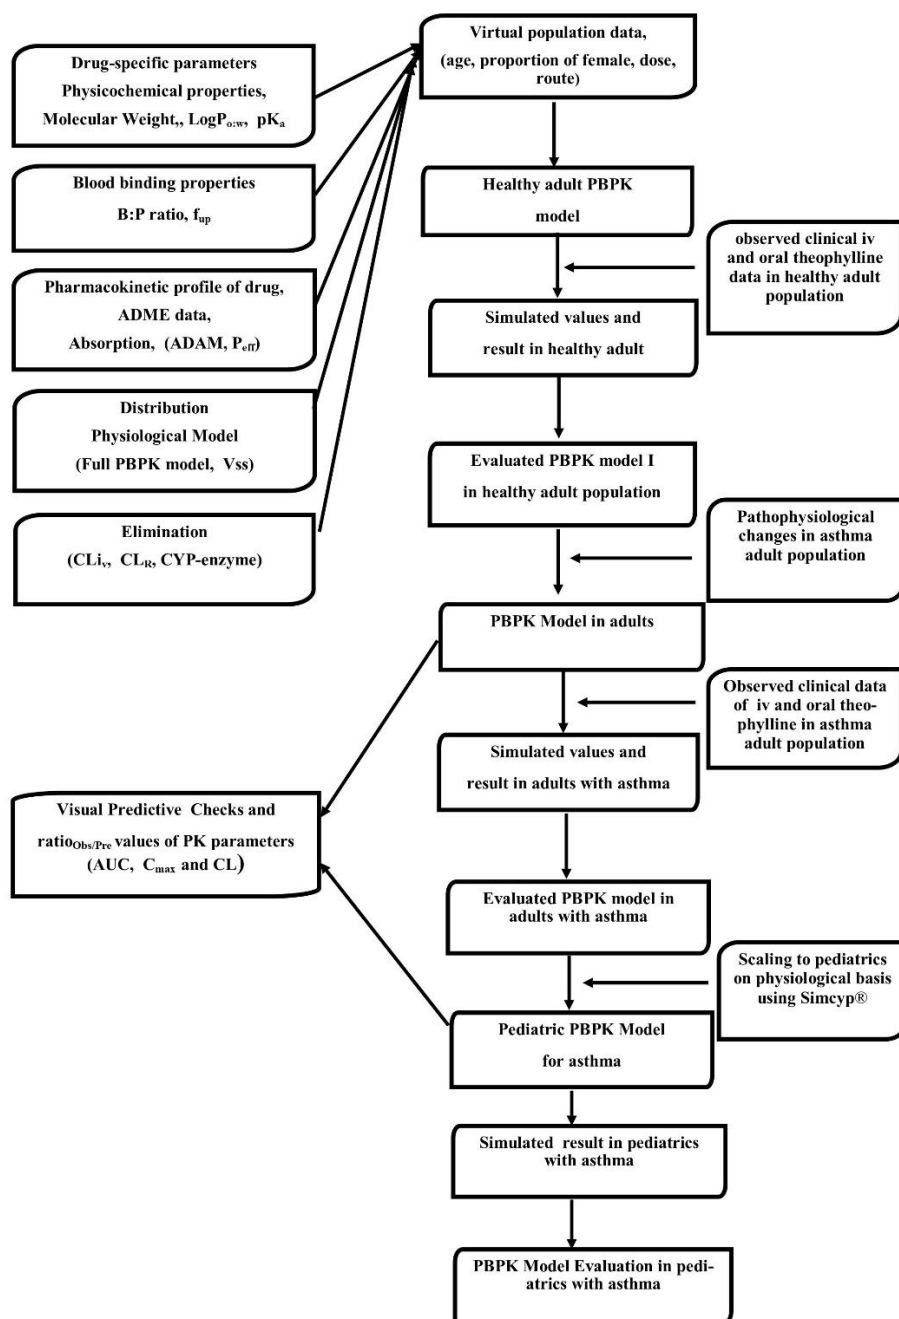 Drug-specific parameters
Physicochemical properties,
Molecular Weight,, LogPo:w, pKa
Blood binding properties
B:P ratio, fup
Pharmacokinetic profile of drug,
ADME data,
Absorption, (ADAM, Peff)
Distribution
Physiological Model
(Full PBPK model, Vss)
Elimination
(CLiv, CLR, CYP-enzyme)
Virtual population data,
(age, proportion of female, dose,
route)
Healthy adult PBPK
model
observed clinical iv
and oral theophylline
data in healthy adult
population
Simulated values and
result in healthy adult
Evaluated PBPK model I
in healthy adult population
Pathophysiological
changes in asthma
adult population
PBPK Model in adults
Observed clinical data
of iv and oral theo-
phylline in asthma
adult population
Simulated values and
result in adults with asthma
Visual Predictive Checks and
ratioObs/Pre values of PK parameters
(AUC, Cmax and CL)
Evaluated PBPK model in
adults with asthma
Scaling to pediatrics
on physiological basis
using Simcyp®
Pediatric PBPK Model
for asthma
Simulated result in pediatrics
with asthma
PBPK Model Evaluation in pedi-
atrics with asthma